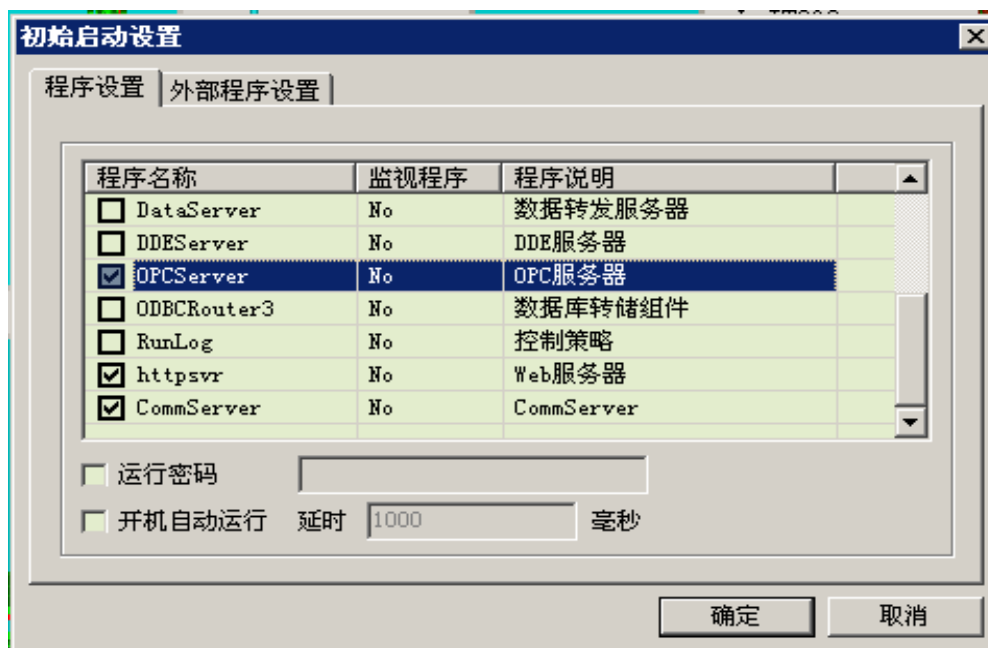 初始启动设置
程序设置 外部程序设置
程序名称 监视程序 程序说明
DataServer No 数据转发服务器
DDEServer No DDE服务器
OPCServer No OPC服务器
ODBCRouter3 No 数据库转储组件
RunLog No 控制策略
httpsvr No Web服务器
CommServer No CommServer
运行密码
开机自动运行 延时 1000 毫秒
确定 取消